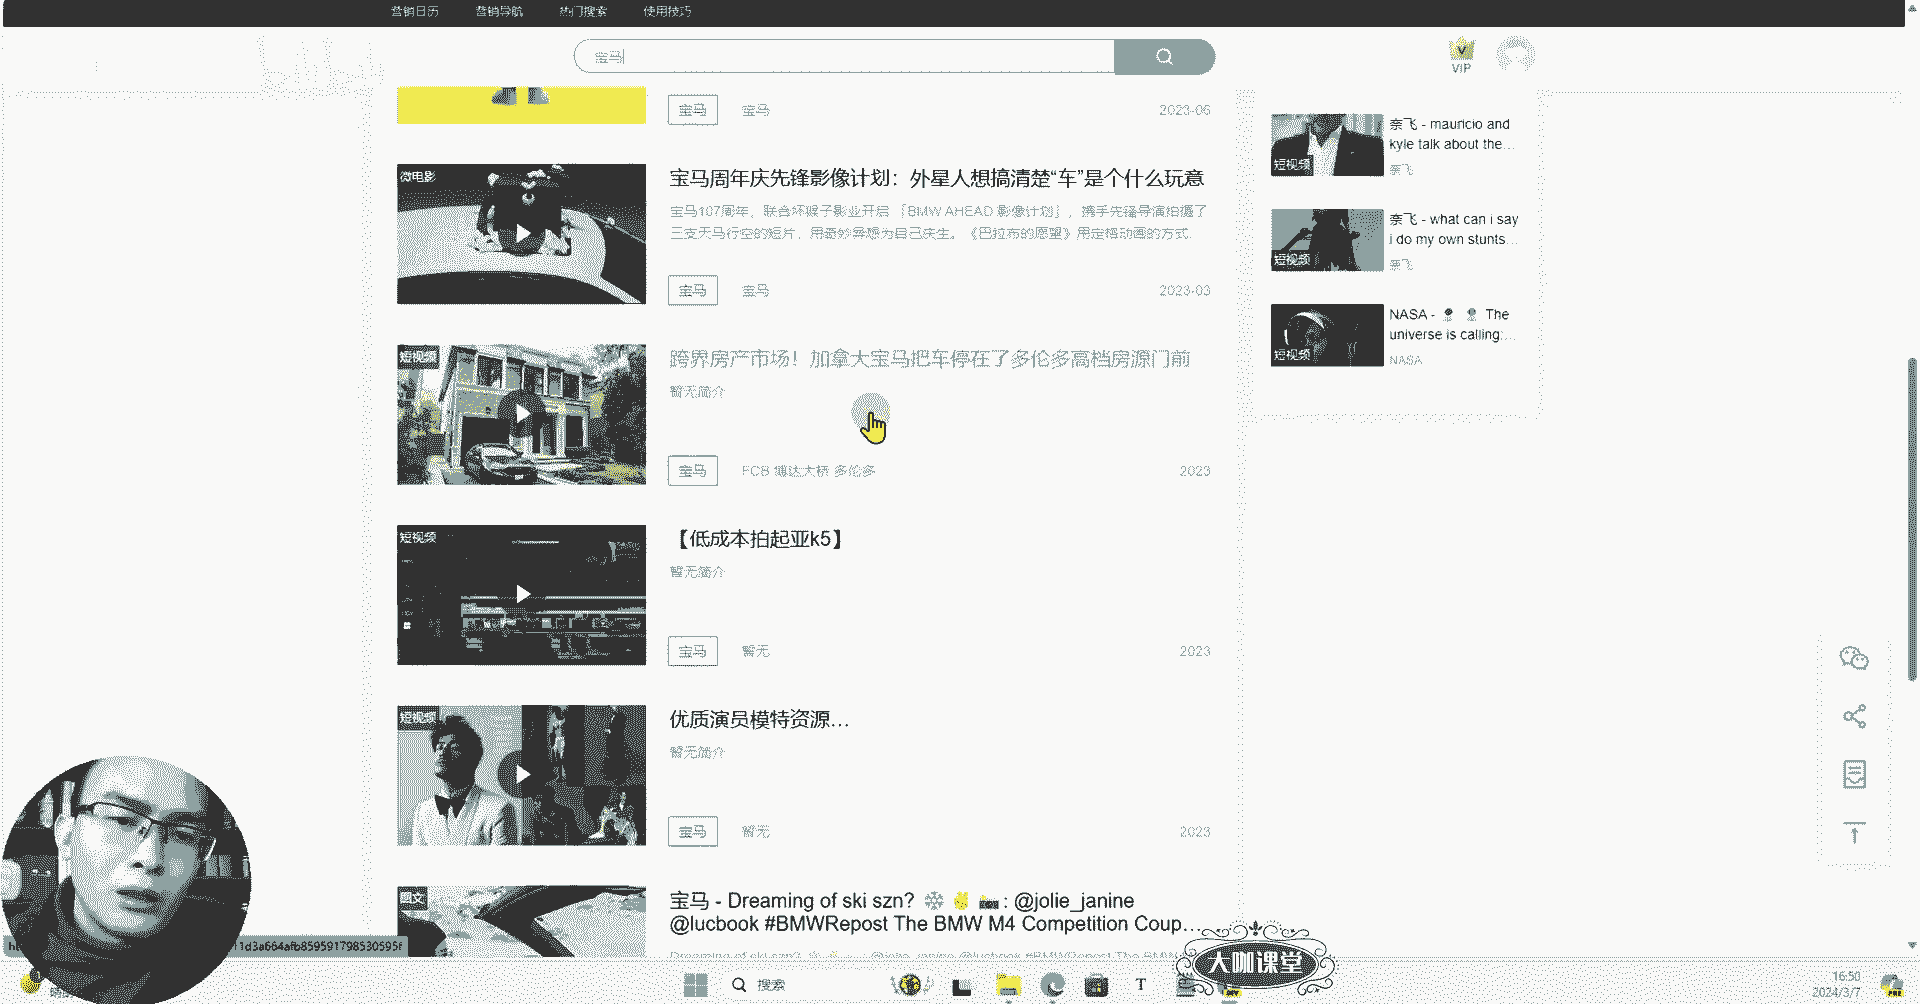 营销日历 营销导航 热门搜索 使用技巧
宝马
VIP
宝马 宝马 2023-06
微电影
宝马周年庆先锋影像计划：外星人想搞清楚“车”是个什么玩意
宝马107周年，联合坏猴子影业开启「BMW AHEAD 影像计划」，携手先锋导演拍摄了
三支天马行空的短片，用奇妙异想为自己庆生。《巴拉布的愿望》用定格动画的方式
宝马 宝马 2023-03
短视频
跨界房产市场！加拿大宝马把车停在了多伦多高档房源门前
暂无简介
宝马 FCB 博达大桥 多伦多 2023
短视频
【低成本拍起亚k5】
暂无简介
宝马 暂无 2023
短视频
优质演员模特资源...
暂无简介
宝马 暂无 2023
图文
宝马 - Dreaming of ski szn? ❄️ ✌️ 📷 : @jolie_janine
@lucbook #BMWRepost The BMW M4 Competition Coup...
短视频
奈飞 - mauricio and
kyle talk about the...
奈飞
短视频
奈飞 - what can i say
i do my own stunts...
奈飞
短视频
NASA - The
universe is calling:...
NASA
11d3a664afb859591798530595f
搜索
大咖课堂
16:50
2024/3/7